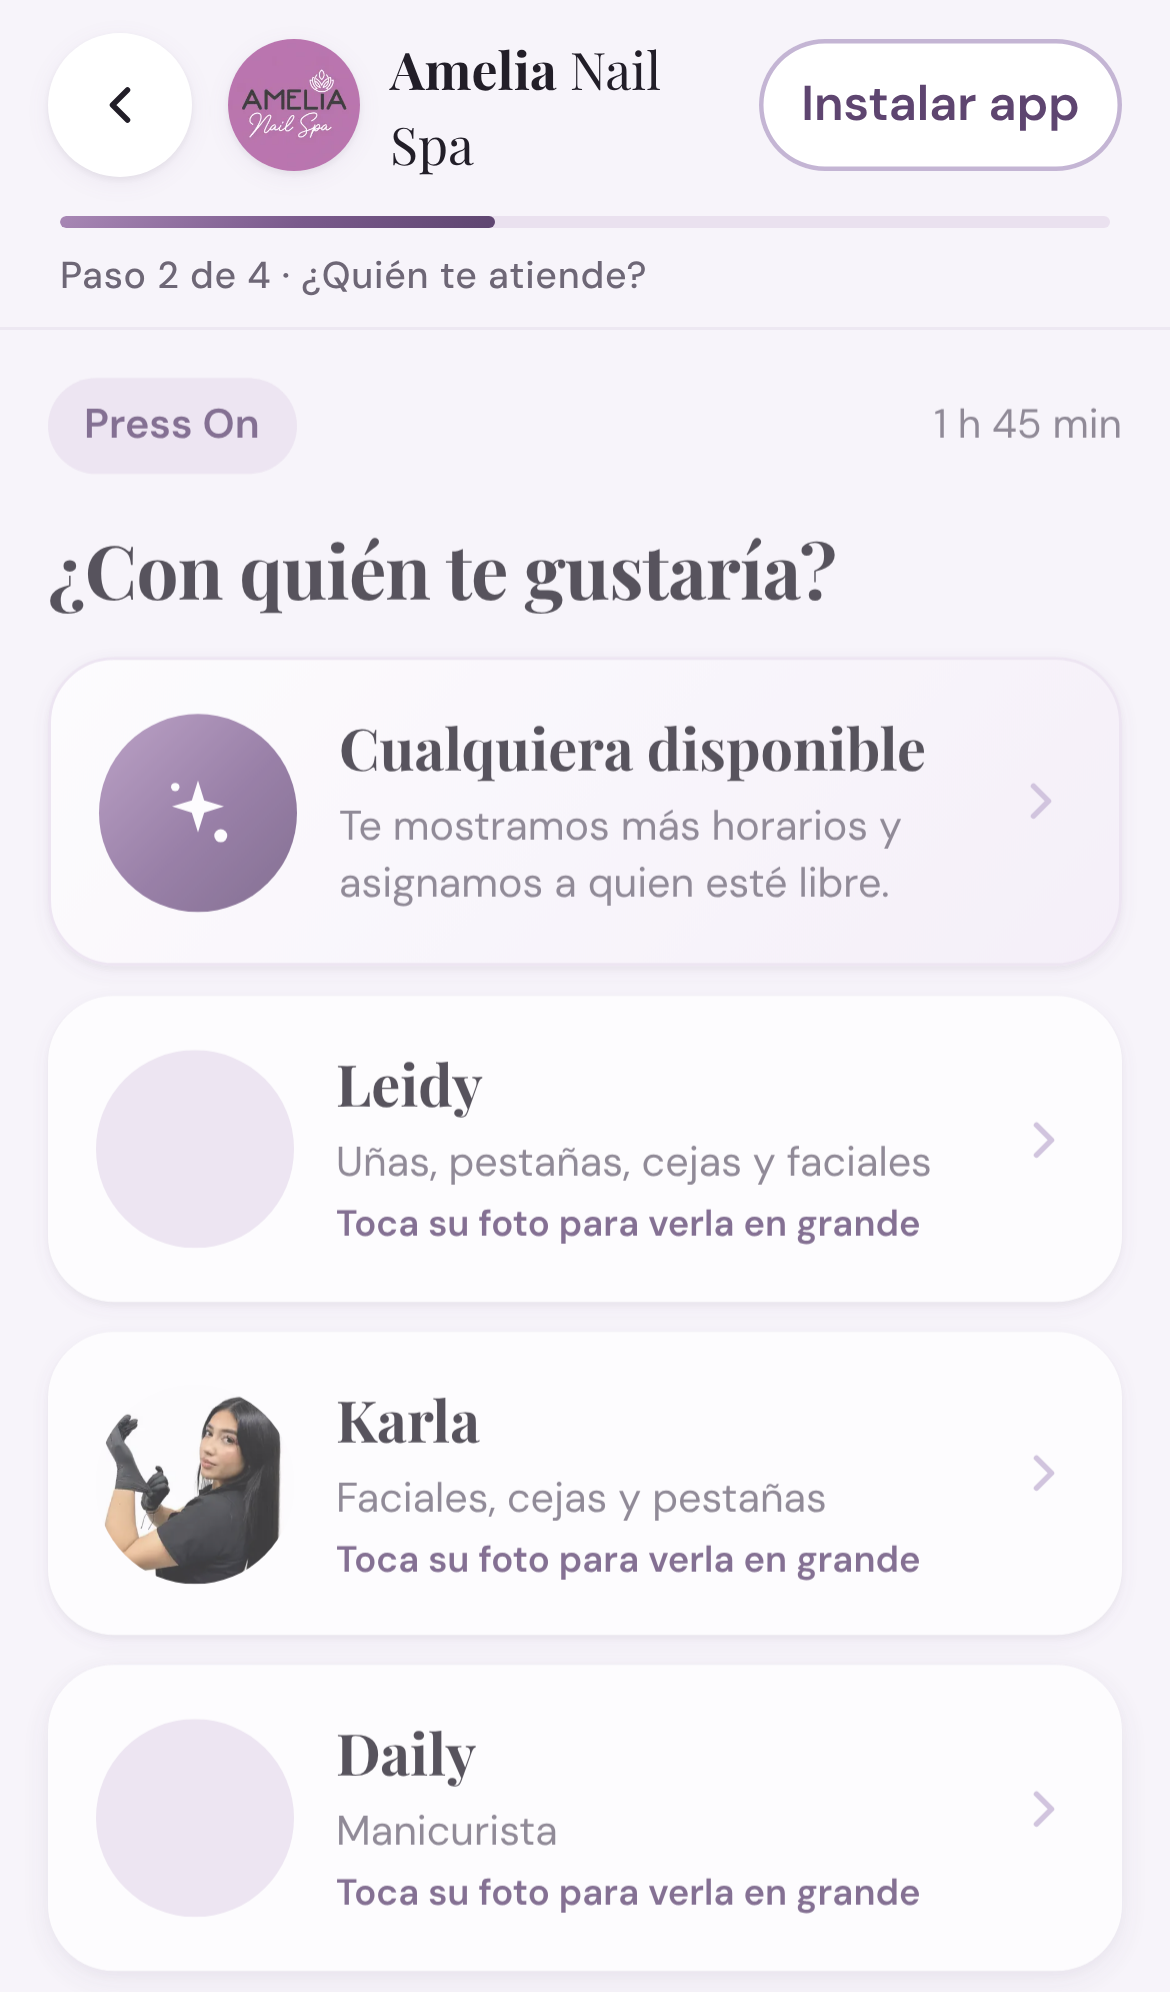 AMELIA
Nail Spa
Amelia Nail
Spa
Instalar app
Paso 2 de 4 · ¿Quién te atiende?
Press On
1 h 45 min
¿Con quién te gustaría?
Cualquiera disponible
Te mostramos más horarios y
asignamos a quien esté libre.
Leidy
Uñas, pestañas, cejas y faciales
Toca su foto para verla en grande
Karla
Faciales, cejas y pestañas
Toca su foto para verla en grande
Daily
Manicurista
Toca su foto para verla en grande